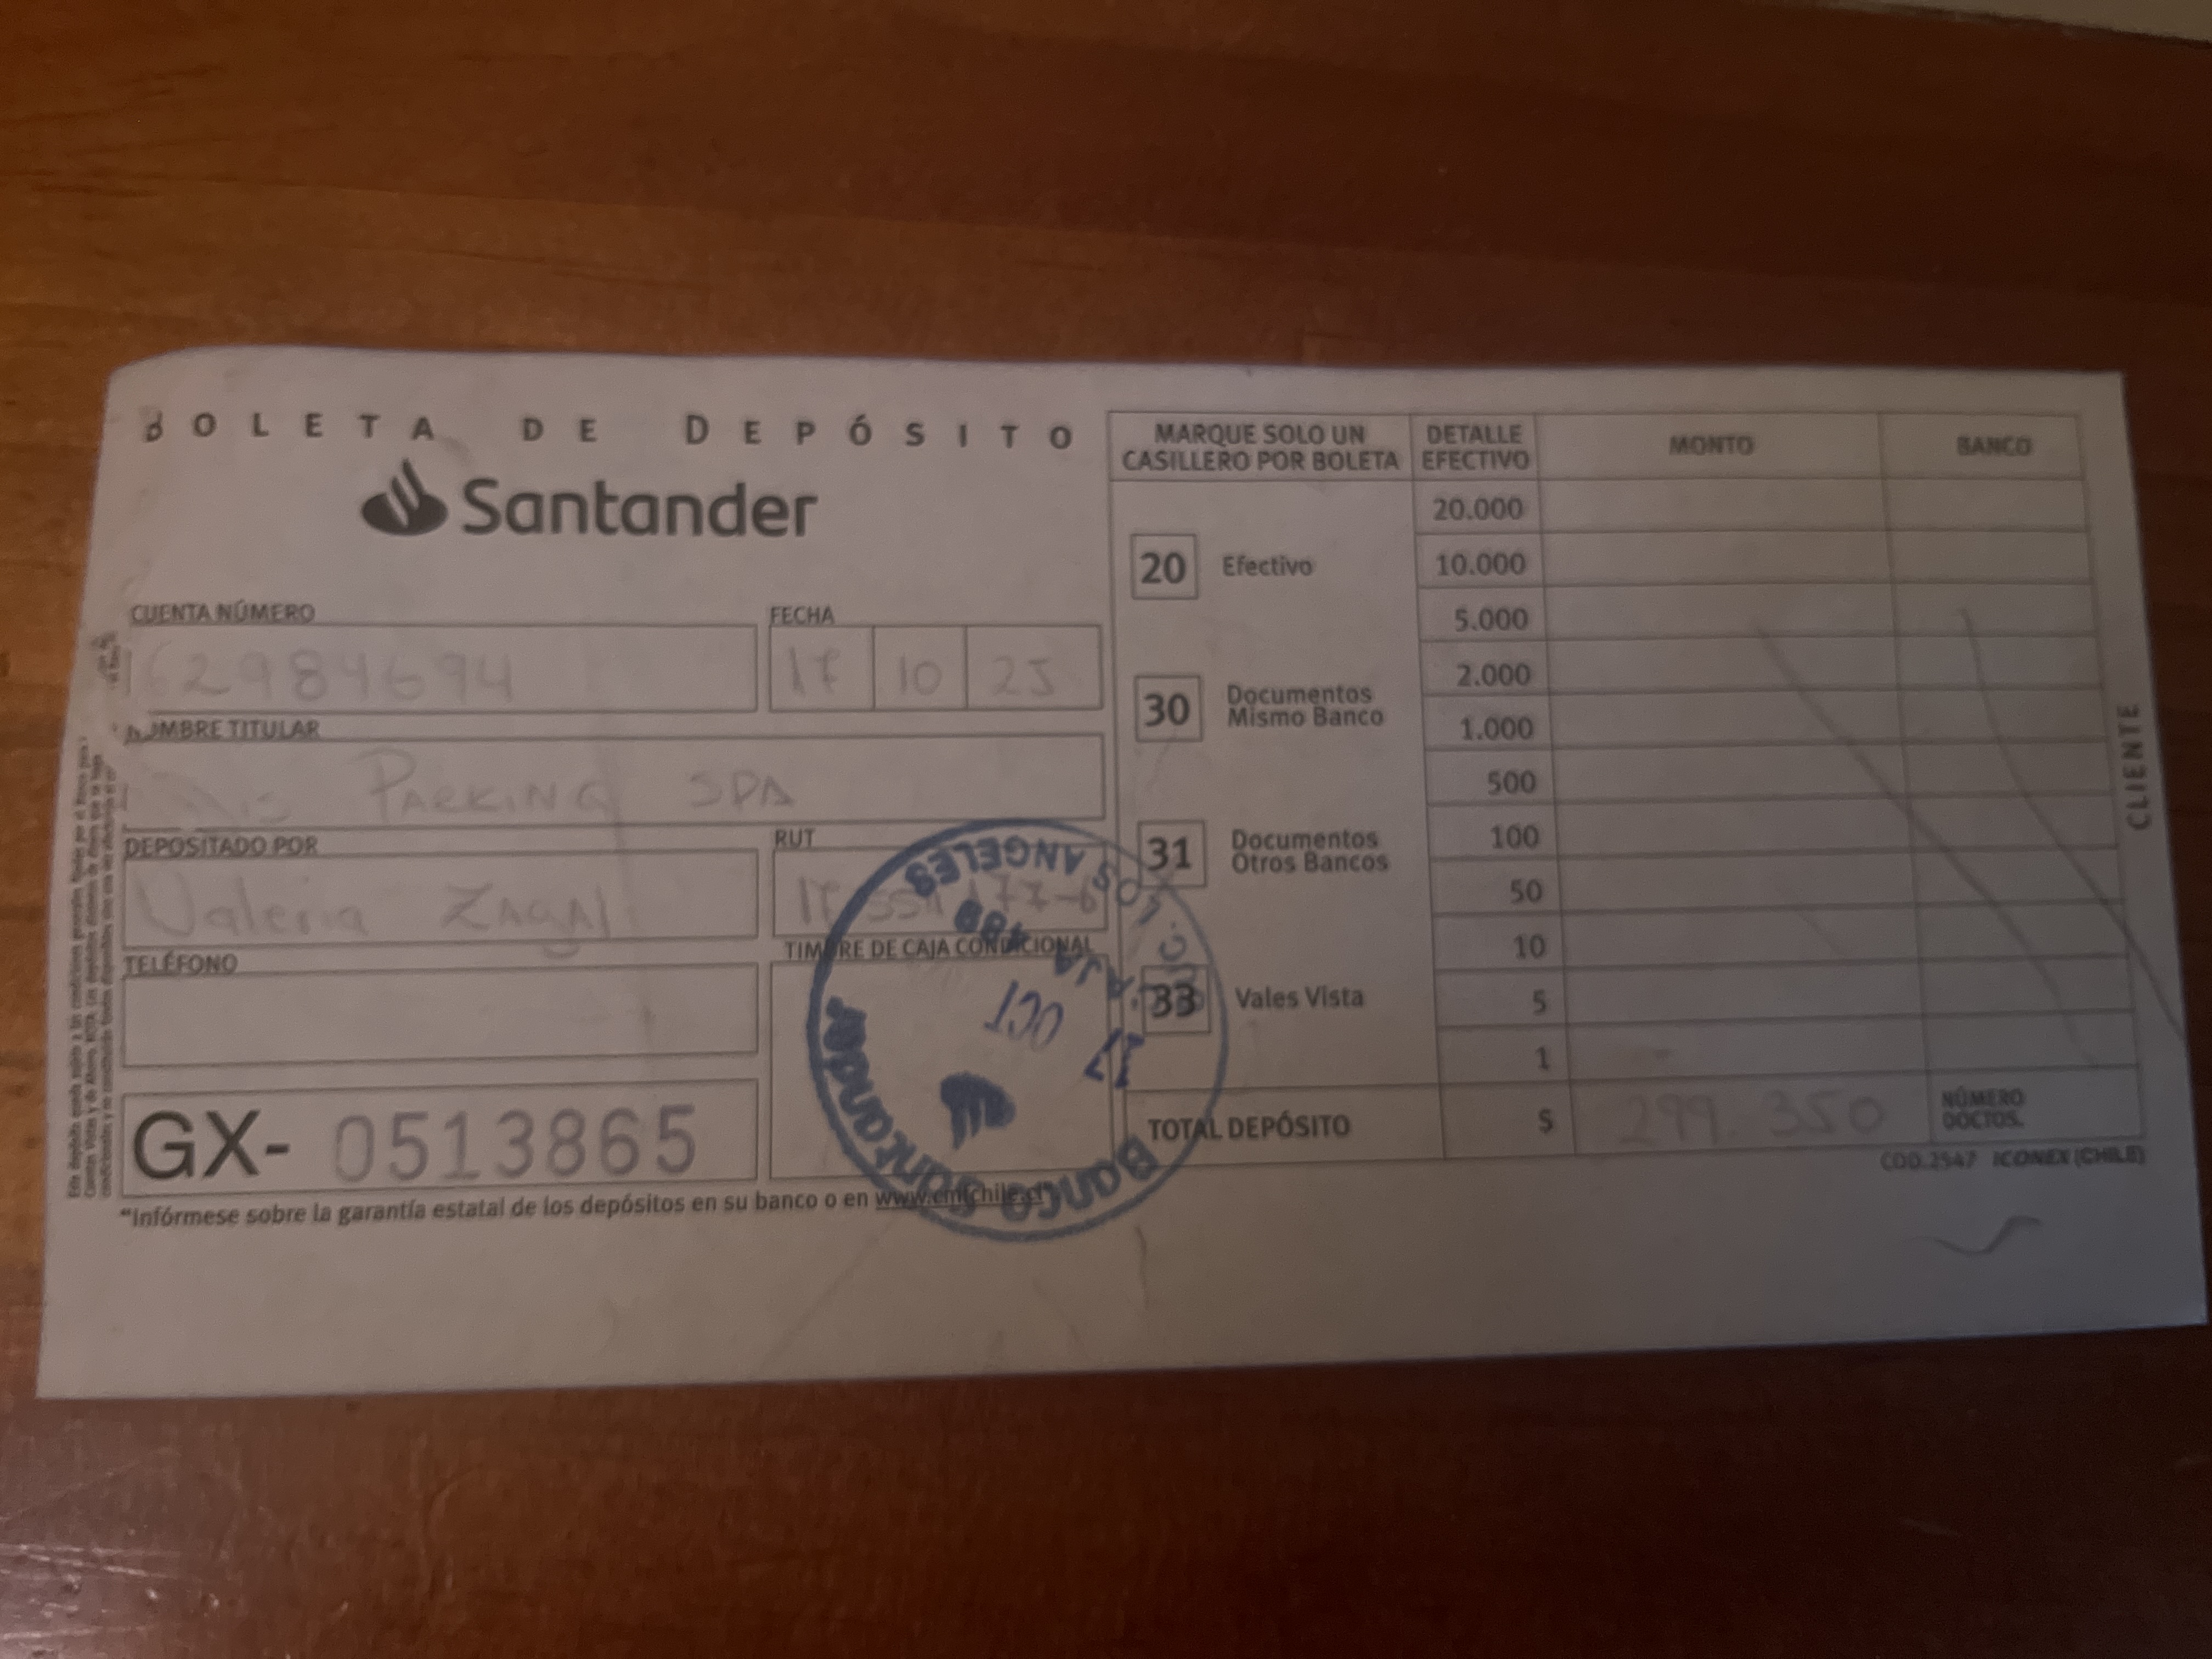 BOLETA DE DEPÓSITO
Santander
CUENTA NÚMERO
62984694
FECHA
17 10 25
NOMBRE TITULAR
PARKING SPA
DEPOSITADO POR
Valeria ZAGAL
RUT
TELÉFONO
TIMBRE DE CAJA CONDICIONAL
GX- 0513865
"Infórmese sobre la garantía estatal de los depósitos en su banco o en www.cmfchile.cl"
MARQUE SOLO UN
CASILLERO POR BOLETA
20 Efectivo
30 Documentos
Mismo Banco
31 Documentos
Otros Bancos
33 Vales Vista
DETALLE
EFECTIVO
MONTO
BANCO
20.000
10.000
5.000
2.000
1.000
500
100
50
10
5
1
TOTAL DEPÓSITO $ 299.350
NÚMERO
DOCTOS.
COD.2547 ICONEX (CHILE)
CLIENTE
Banco Santander
LOS ANGELES
17 OCT